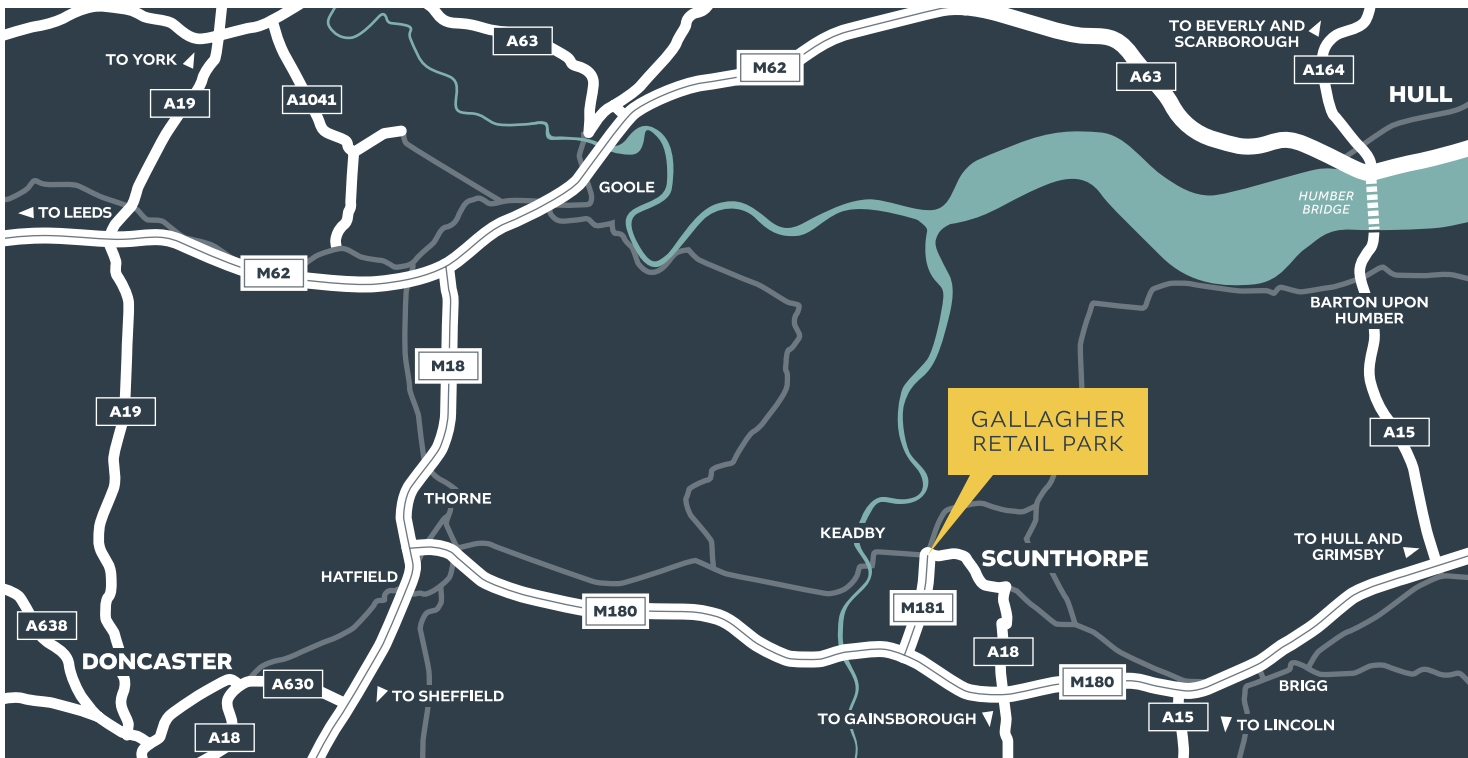 TO BEVERLY AND
SCARBOROUGH
A63
TO YORK
M62
A164
A63
A19
A1041
HULL
GOOLE
HUMBER
BRIDGE
TO LEEDS
M62
BARTON UPON
HUMBER
M18
A19
GALLAGHER
RETAIL PARK
A15
THORNE
KEADBY
TO HULL AND
GRIMSBY
SCUNTHORPE
HATFIELD
M180
M181
A638
A18
DONCASTER
A630
M180
BRIGG
TO SHEFFIELD
TO GAINSBOROUGH
A15
TO LINCOLN
A18